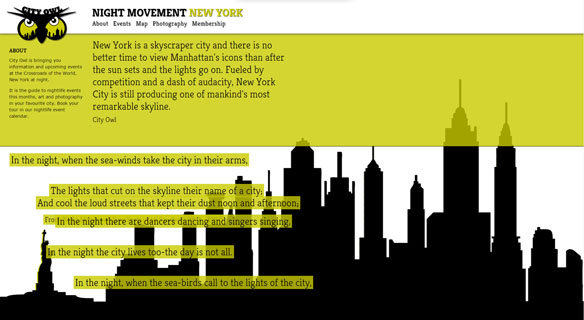 CITY OWL
NIGHT MOVEMENT NEW YORK
About Events Map Photography Membership
ABOUT
City Owl is bringing you
information and upcoming events
at the Crossroads of the World,
New York at night.
It is the guide to nightlife events
this months, art and photography
in your favourite city. Book your
tour in our nightlife event
calendar.
New York is a skyscraper city and there is no
better time to view Manhattan's icons than after
the sun sets and the lights go on. Fueled by
competition and a dash of audacity, New York
City is still producing one of mankind's most
remarkable skyline.
City Owl
In the night, when the sea-winds take the city in their arms,
The lights that cut on the skyline their name of a city;
And cool the loud streets that kept their dust noon and afternoon;
In the night there are dancers dancing and singers singing,
In the night the city lives too-the day is not all.
In the night, when the sea-birds call to the lights of the city,